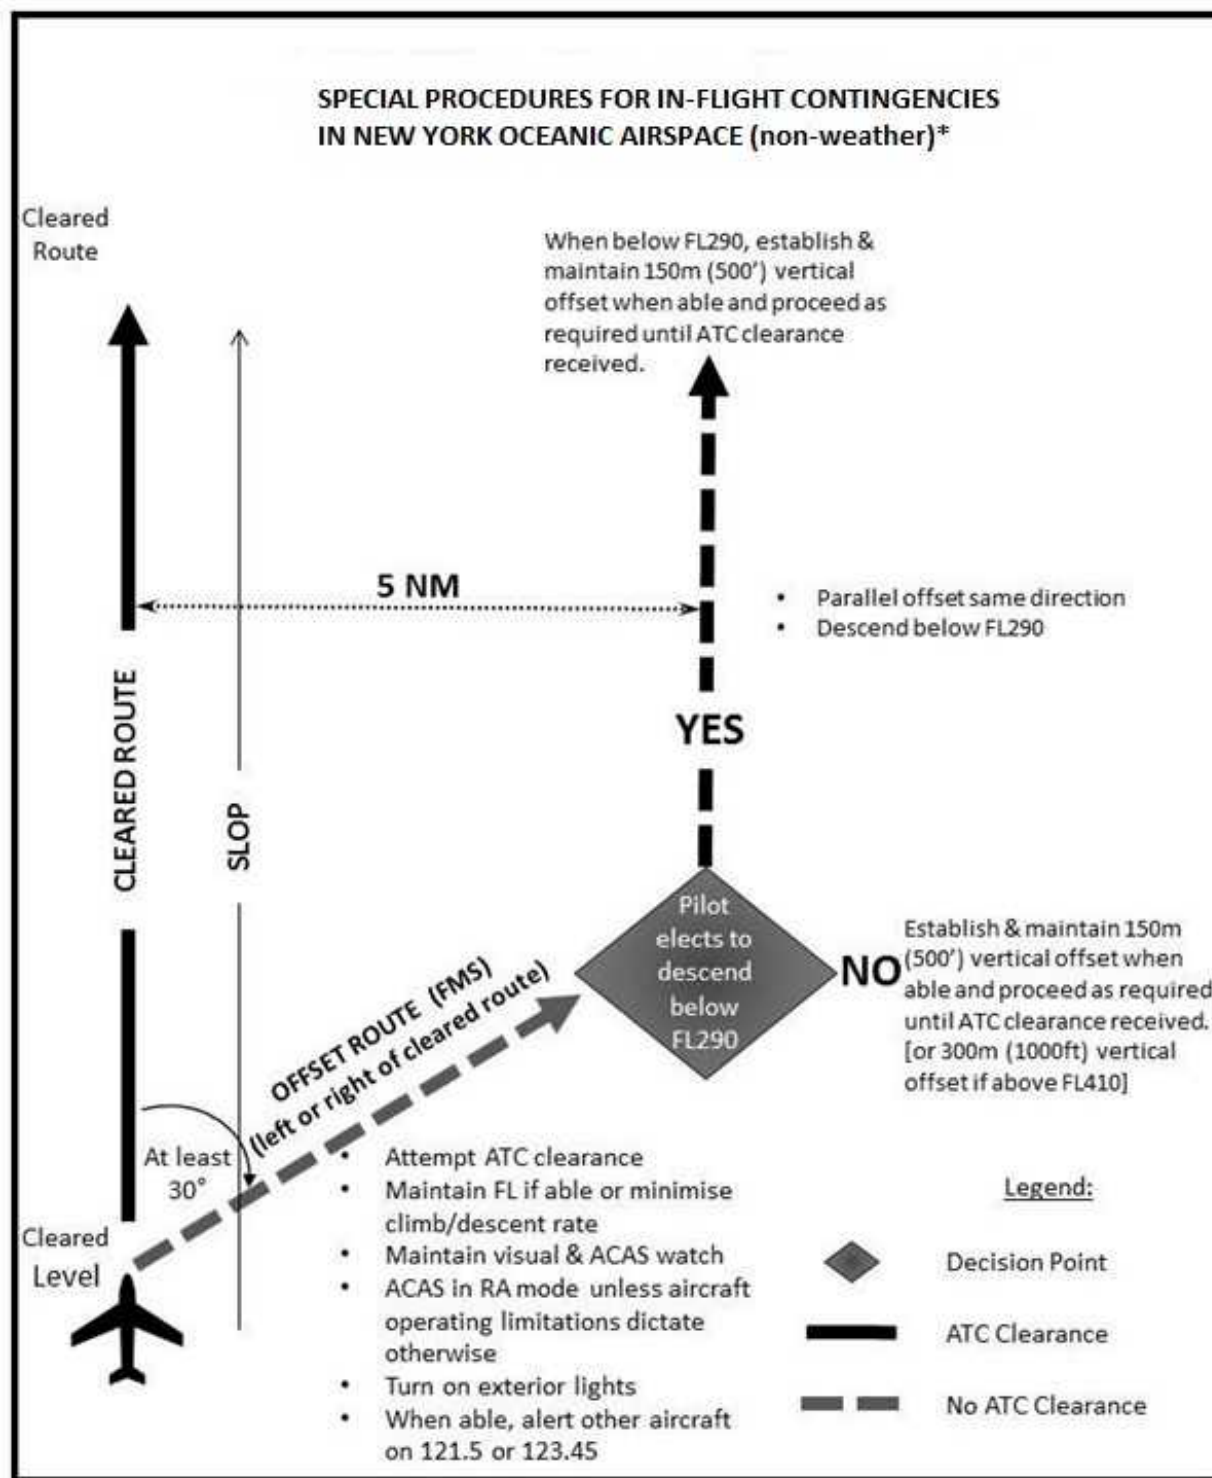 SPECIAL PROCEDURES FOR IN-FLIGHT CONTINGENCIES
IN NEW YORK OCEANIC AIRSPACE (non-weather)*
Cleared
Route
When below FL290, establish &
maintain 150m (500') vertical
offset when able and proceed as
required until ATC clearance
received.
5 NM
• Parallel offset same direction
• Descend below FL290
CLEARED ROUTE
SLOP
YES
Pilot
elects to
descend
below
FL290
NO
Establish & maintain 150m
(500') vertical offset when
able and proceed as required
until ATC clearance received.
[or 300m (1000ft) vertical
offset if above FL410]
OFFSET ROUTE (FMS)
(left or right of cleared route)
At least
30°
Cleared
Level
• Attempt ATC clearance
• Maintain FL if able or minimise
climb/descent rate
• Maintain visual & ACAS watch
• ACAS in RA mode unless aircraft
operating limitations dictate
otherwise
• Turn on exterior lights
• When able, alert other aircraft
on 121.5 or 123.45
Legend:
Decision Point
ATC Clearance
No ATC Clearance